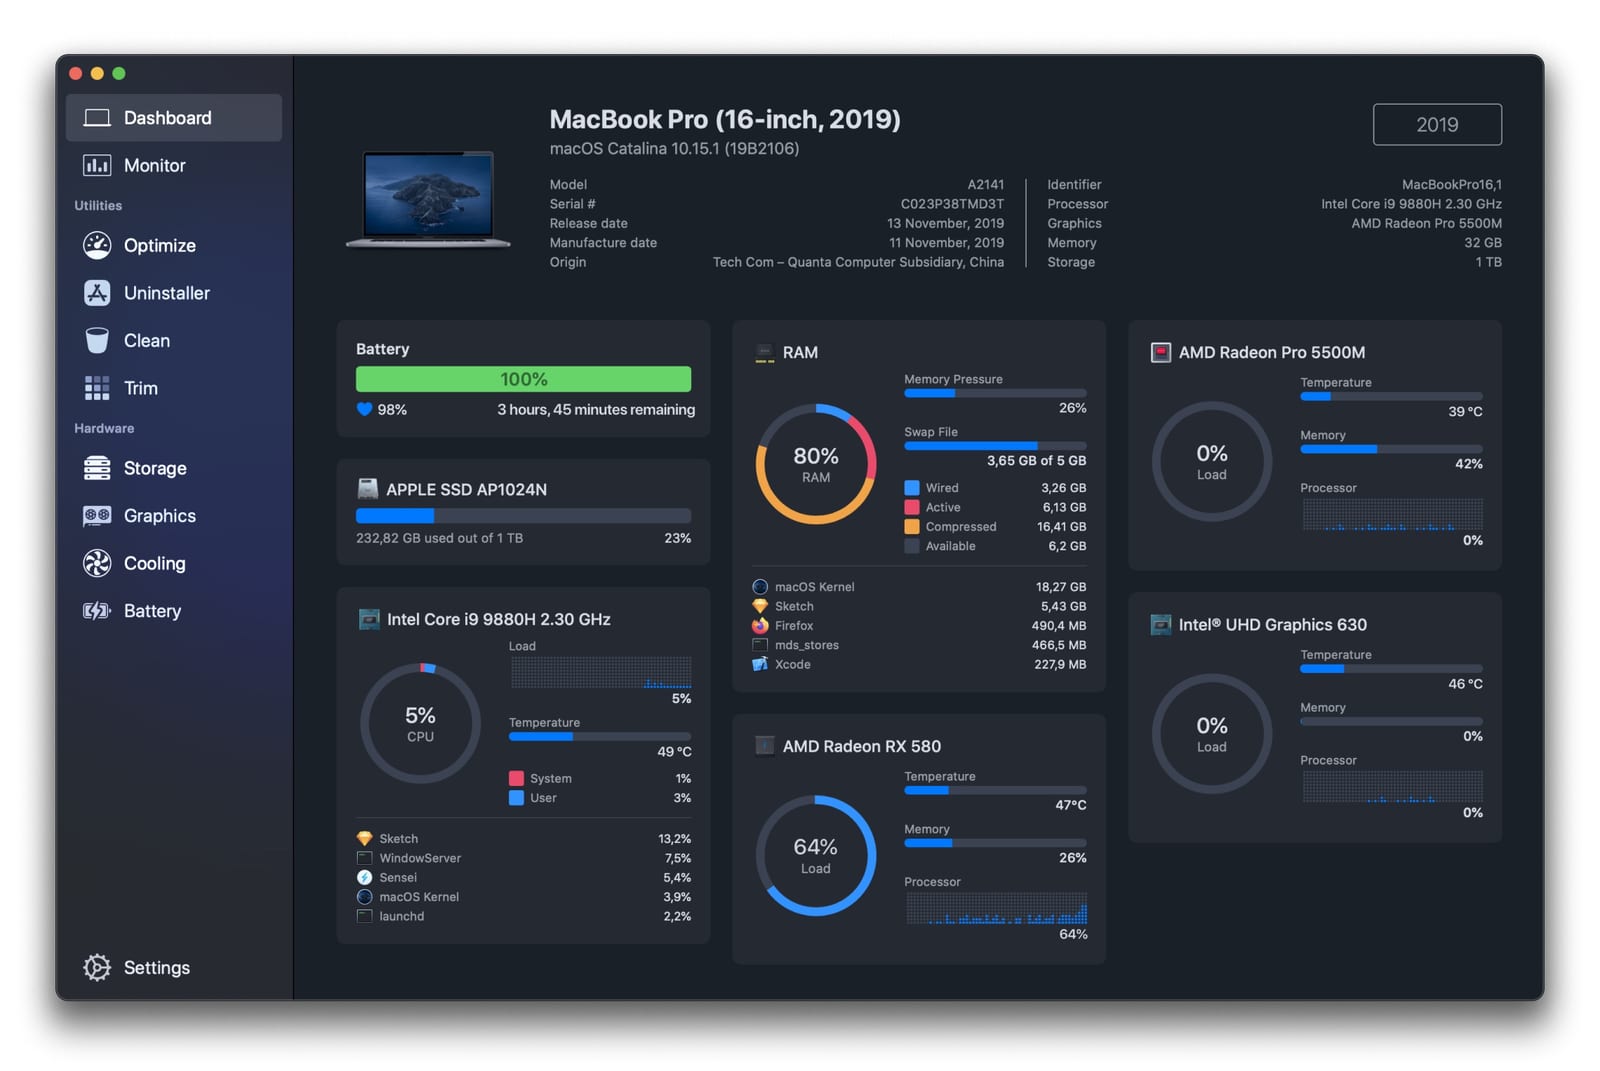 Dashboard
Monitor
Utilities
Optimize
Uninstaller
Clean
Trim
Hardware
Storage
Graphics
Cooling
Battery
Settings
MacBook Pro (16-inch, 2019)
macOS Catalina 10.15.1 (19B2106)
2019
Model A2141
Serial # C023P38TMD3T
Release date 13 November, 2019
Manufacture date 11 November, 2019
Origin Tech Com – Quanta Computer Subsidiary, China
Identifier MacBookPro16,1
Processor Intel Core i9 9880H 2.30 GHz
Graphics AMD Radeon Pro 5500M
Memory 32 GB
Storage 1 TB
Battery
100%
98% 3 hours, 45 minutes remaining
APPLE SSD AP1024N
232,82 GB used out of 1 TB 23%
Intel Core i9 9880H 2.30 GHz
5%
CPU
Load
5%
Temperature
49 °C
System 1%
User 3%
Sketch 13,2%
WindowServer 7,5%
Sensei 5,4%
macOS Kernel 3,9%
launchd 2,2%
RAM
80%
RAM
Memory Pressure
26%
Swap File
3,65 GB of 5 GB
Wired 3,26 GB
Active 6,13 GB
Compressed 16,41 GB
Available 6,2 GB
macOS Kernel 18,27 GB
Sketch 5,43 GB
Firefox 490,4 MB
mds_stores 466,5 MB
Xcode 227,9 MB
AMD Radeon RX 580
64%
Load
Temperature
47°C
Memory
26%
Processor
64%
AMD Radeon Pro 5500M
0%
Load
Temperature
39 °C
Memory
42%
Processor
0%
Intel® UHD Graphics 630
0%
Load
Temperature
46 °C
Memory
0%
Processor
0%